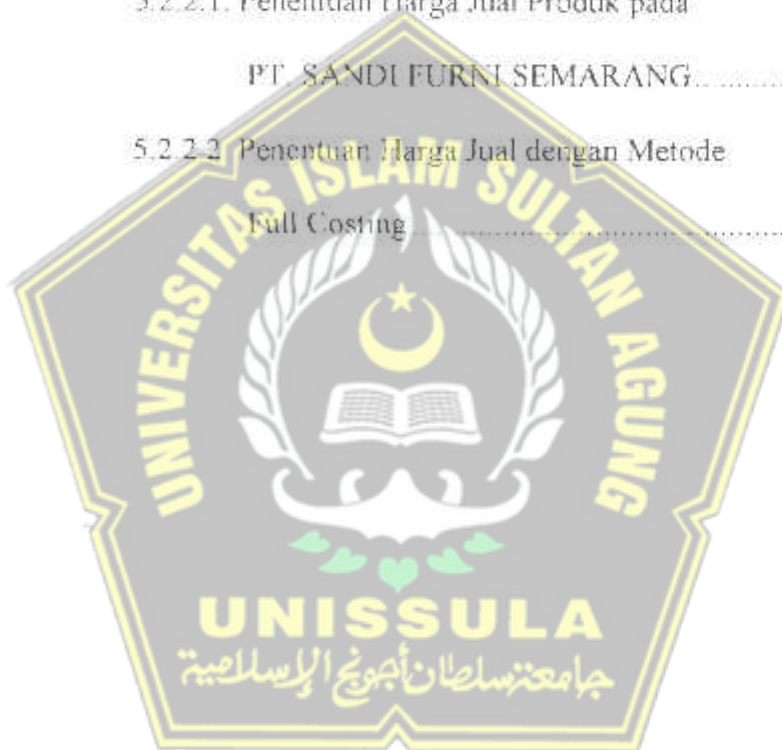 5.2.2.1. Penentuan Harga Jual Produk pada
PT. SANDI FURNI SEMARANG............
5.2.2.2. Penentuan Harga Jual dengan Metode
Full Costing............................................
UNIVERSITAS ISLAM SULTAN AGUNG
UNISSULA
جامعة سلطان أجونج الإسلامية